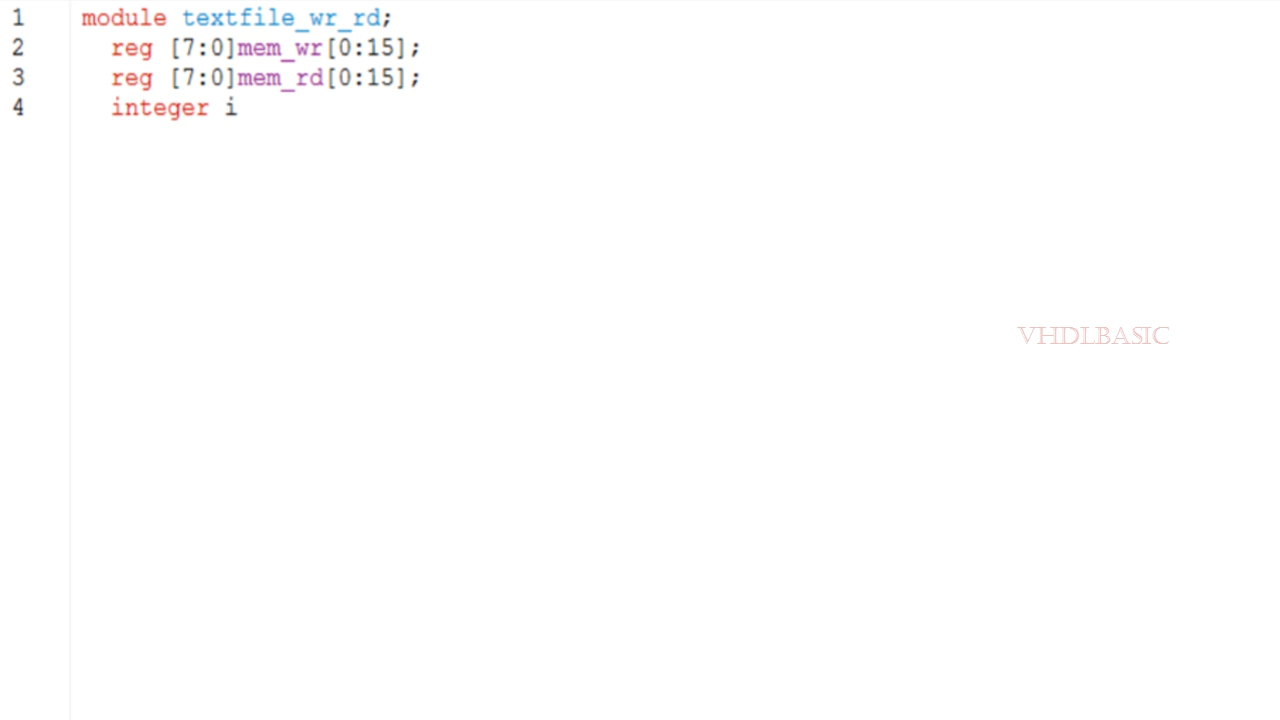 1 module textfile_wr_rd;
2 reg [7:0]mem_wr[0:15];
3 reg [7:0]mem_rd[0:15];
4 integer i
VHDLBASIC